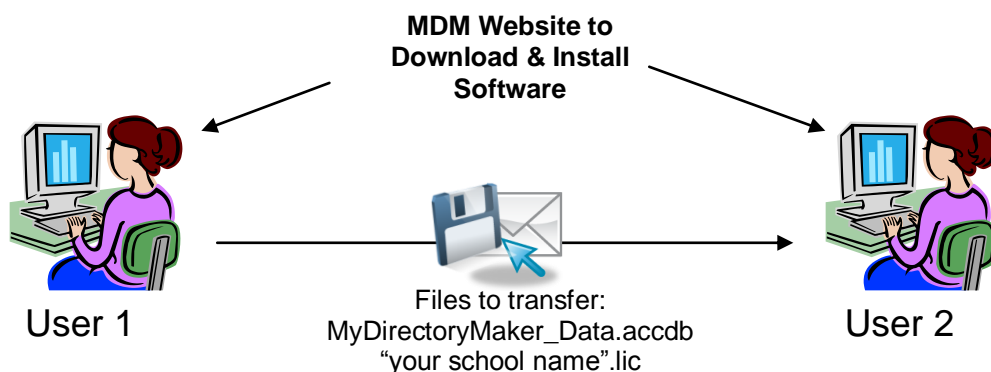 MDM Website to
Download & Install
Software
Files to transfer:
MyDirectoryMaker_Data.accdb
“your school name”.lic
User 1
User 2